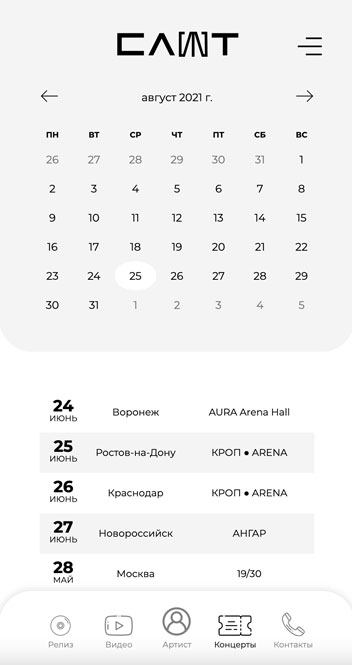 САЮТ
август 2021 г.
ПН ВТ СР ЧТ ПТ СБ ВС
26 27 28 29 30 31 1
2 3 4 5 6 7 8
9 10 11 12 13 14 15
16 17 18 19 20 21 22
23 24 25 26 27 28 29
30 31 1 2 3 4 5
24 ИЮНЬ Воронеж AURA Arena Hall
25 ИЮНЬ Ростов-на-Дону КРОП ● ARENA
26 ИЮНЬ Краснодар КРОП ● ARENA
27 ИЮНЬ Новороссийск АНГАР
28 МАЙ Москва 19/30
Релиз Видео Артист Концерты Контакты